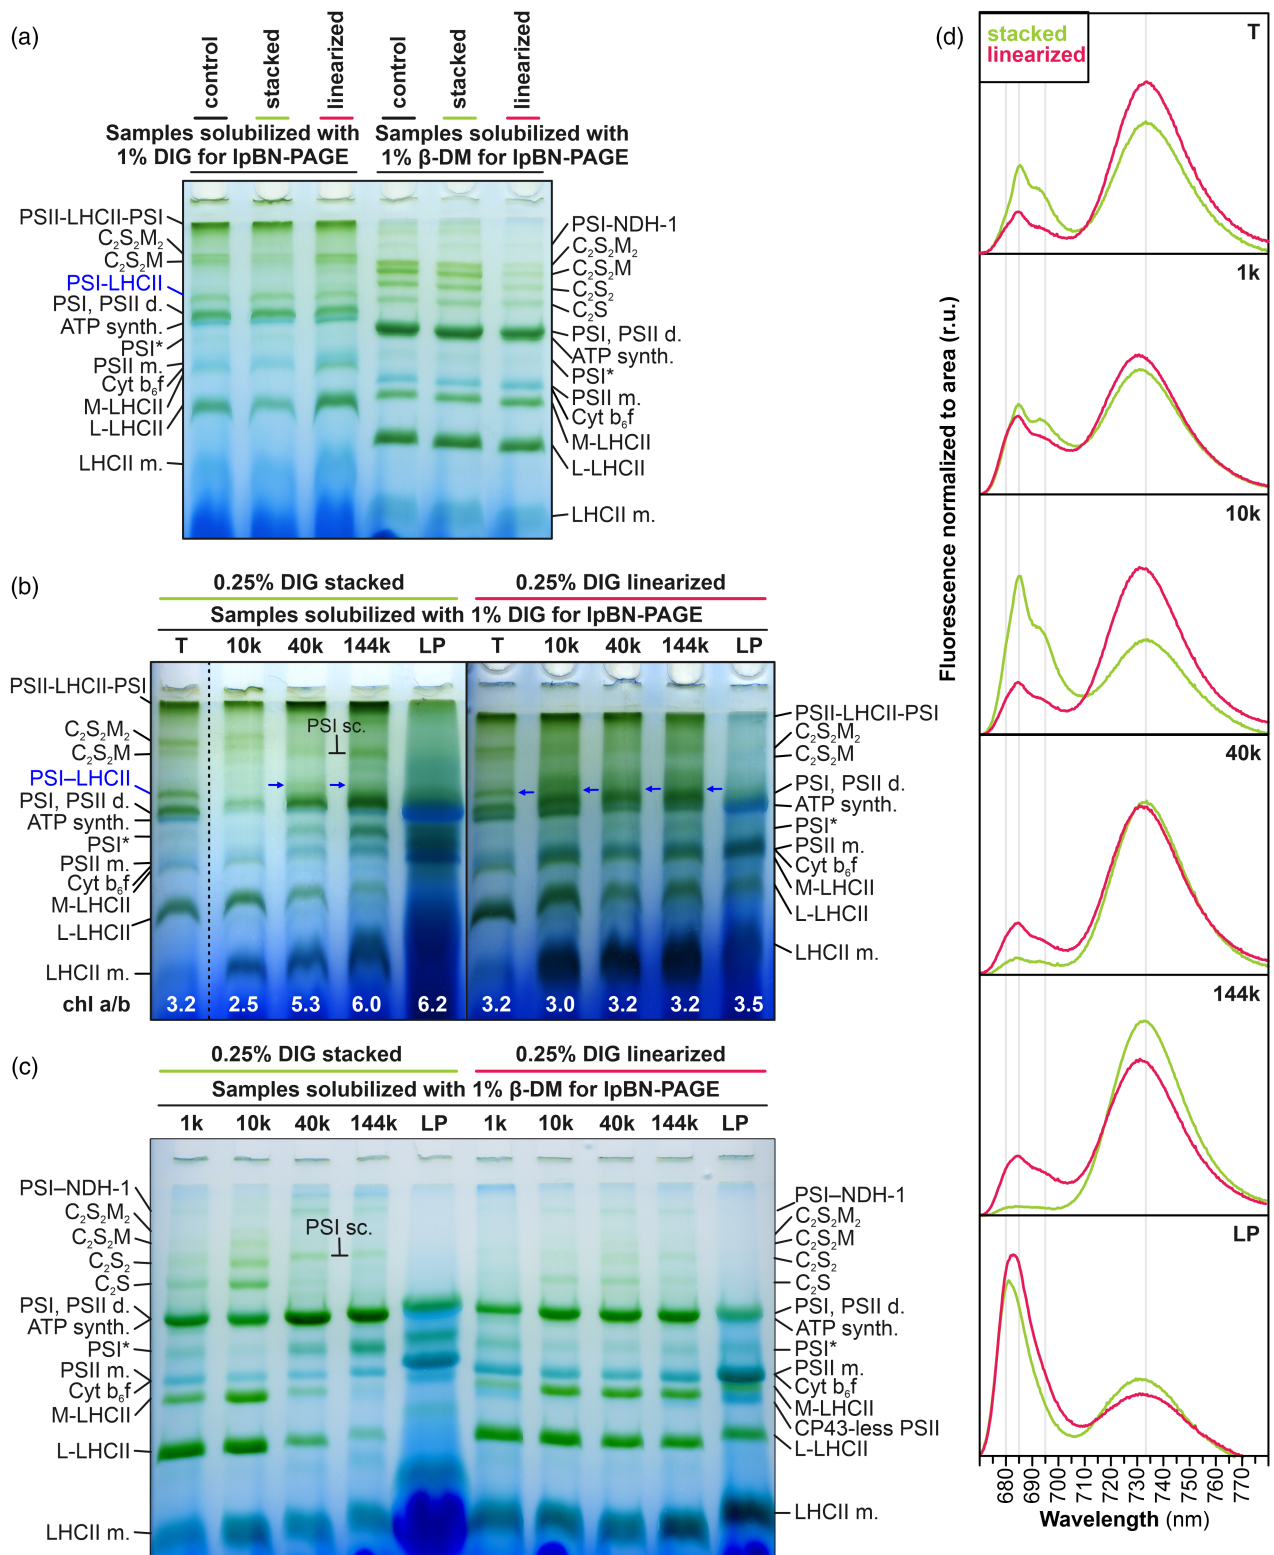 (a)
control
stacked
linearized
control
stacked
linearized
Samples solubilized with
1% DIG for lpBN-PAGE
Samples solubilized with
1% β-DM for lpBN-PAGE
PSII-LHCII-PSI
C₂S₂M₂
C₂S₂M
PSI-LHCII
PSI, PSII d.
ATP synth.
PSI*
PSII m.
Cyt b₆f
M-LHCII
L-LHCII
LHCII m.
PSI-NDH-1
C₂S₂M₂
C₂S₂M
C₂S₂
C₂S
PSI, PSII d.
ATP synth.
PSI*
PSII m.
Cyt b₆f
M-LHCII
L-LHCII
LHCII m.
(b)
0.25% DIG stacked
0.25% DIG linearized
Samples solubilized with 1% DIG for lpBN-PAGE
T 10k 40k 144k LP T 10k 40k 144k LP
PSII-LHCII-PSI
C₂S₂M₂
C₂S₂M
PSI–LHCII
PSI, PSII d.
ATP synth.
PSI*
PSII m.
Cyt b₆f
M-LHCII
L-LHCII
LHCII m.
PSI sc.
PSII-LHCII-PSI
C₂S₂M₂
C₂S₂M
PSI, PSII d.
ATP synth.
PSI*
PSII m.
Cyt b₆f
M-LHCII
L-LHCII
LHCII m.
chl a/b 3.2 2.5 5.3 6.0 6.2 3.2 3.0 3.2 3.2 3.5
(c)
0.25% DIG stacked
0.25% DIG linearized
Samples solubilized with 1% β-DM for lpBN-PAGE
1k 10k 40k 144k LP 1k 10k 40k 144k LP
PSI–NDH-1
C₂S₂M₂
C₂S₂M
C₂S₂
C₂S
PSI, PSII d.
ATP synth.
PSI*
PSII m.
Cyt b₆f
M-LHCII
L-LHCII
LHCII m.
PSI sc.
PSI–NDH-1
C₂S₂M₂
C₂S₂M
C₂S₂
C₂S
PSI, PSII d.
ATP synth.
PSI*
PSII m.
Cyt b₆f
M-LHCII
CP43-less PSII
L-LHCII
LHCII m.
(d)
stacked
linearized
T
1k
10k
40k
144k
LP
Fluorescence normalized to area (r.u.)
680 690 700 710 720 730 740 750 760 770
Wavelength (nm)